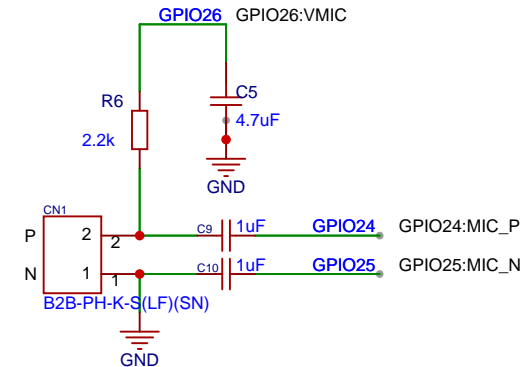 GPIO26 GPIO26:VMIC
R6
2.2k
C5
4.7uF
GND
CN1
P 2 2
C9 1uF GPIO24 GPIO24:MIC_P
N 1 1
C10 1uF GPIO25 GPIO25:MIC_N
B2B-PH-K-S(LF)(SN)
GND